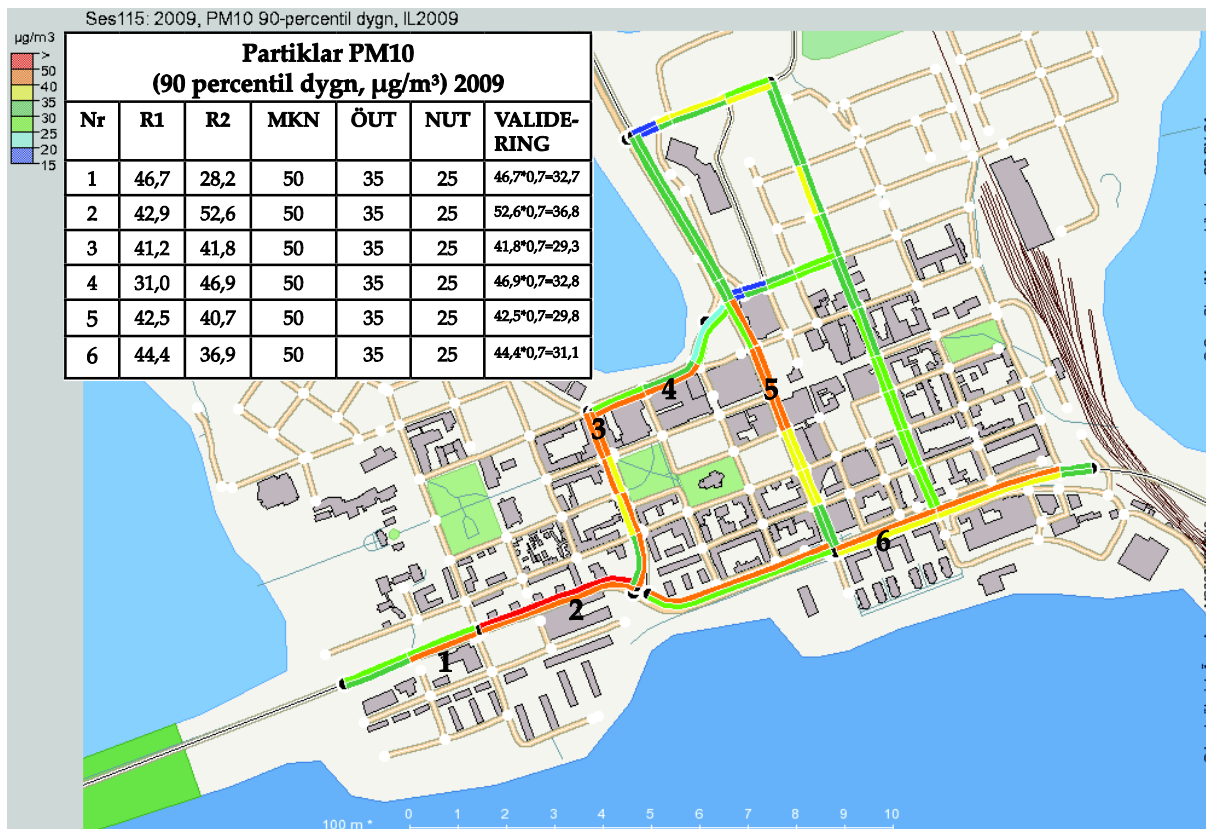 Ses115: 2009, PM10 90-percentil dygn, IL2009
µg/m3
>
50
40
35
30
25
20
15
Partiklar PM10
(90 percentil dygn, µg/m³) 2009
Nr R1 R2 MKN ÖUT NUT VALIDE-
RING
1 46,7 28,2 50 35 25 46,7*0,7=32,7
2 42,9 52,6 50 35 25 52,6*0,7=36,8
3 41,2 41,8 50 35 25 41,8*0,7=29,3
4 31,0 46,9 50 35 25 46,9*0,7=32,8
5 42,5 40,7 50 35 25 42,5*0,7=29,8
6 44,4 36,9 50 35 25 44,4*0,7=31,1
4
5
3
6
2
1
100 m *
0 1 2 3 4 5 6 7 8 9 10